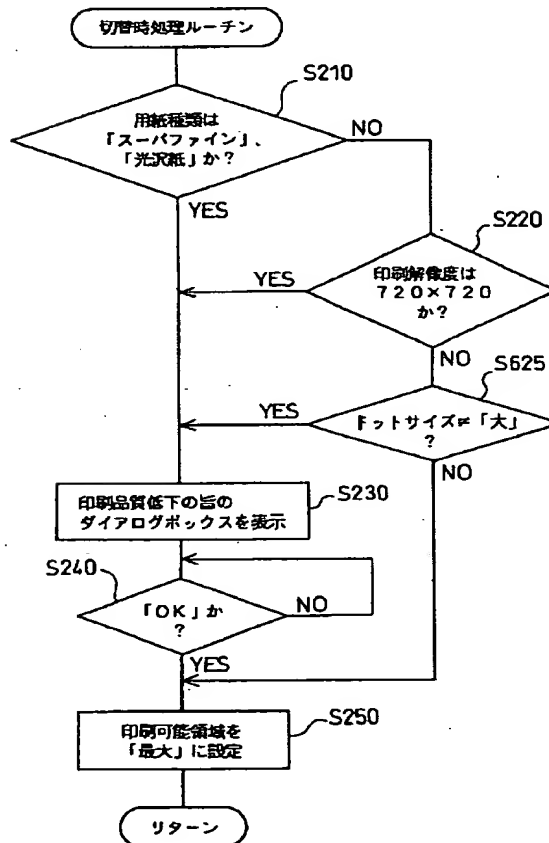 切替時処理ルーチン
S210
用紙種類は
「スーパファイン」、
「光沢紙」か？
NO
YES
S220
印刷解像度は
７２０×７２０
か？
YES
NO
S625
ドットサイズ≠「大」
？
YES
NO
S230
印刷品質低下の旨の
ダイアログボックスを表示
S240
「ＯＫ」か
？
NO
YES
S250
印刷可能領域を
「最大」に設定
リターン